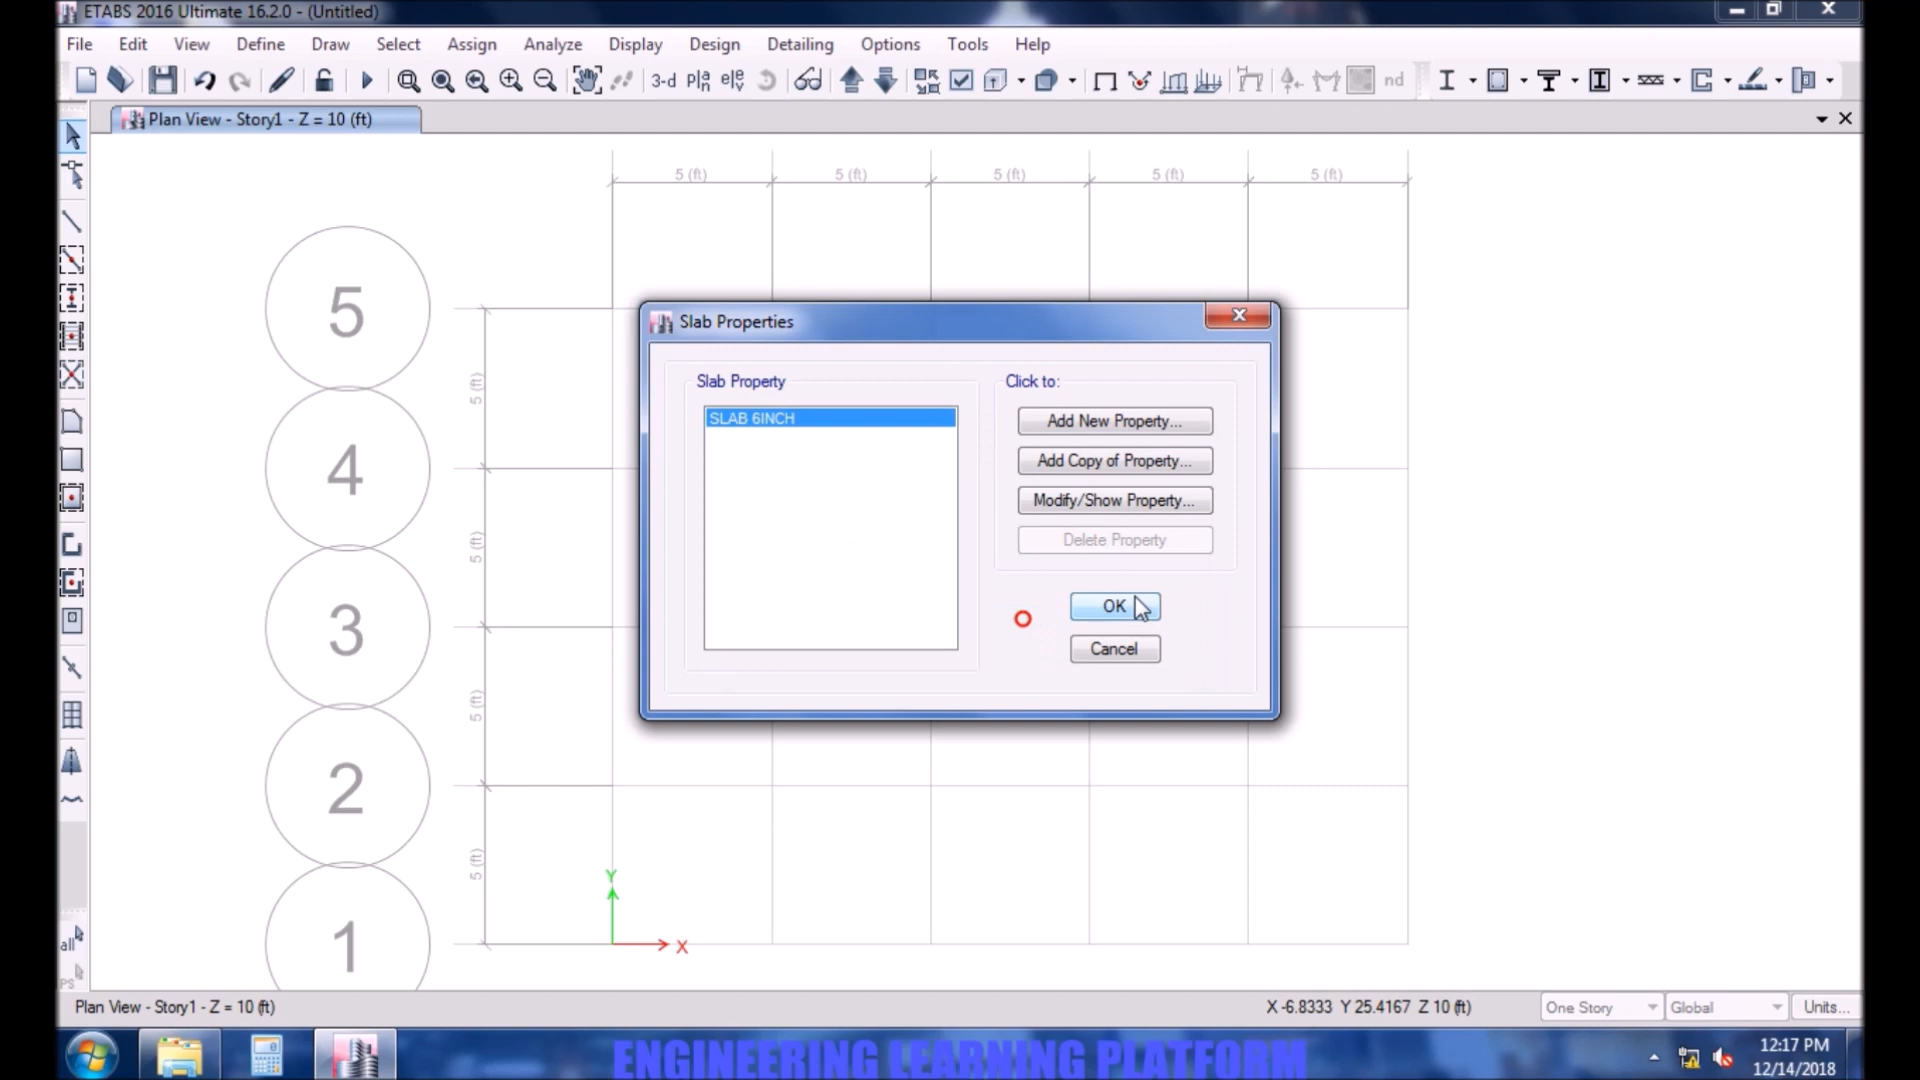 ETABS 2016 Ultimate 16.2.0 - (Untitled)
File Edit View Define Draw Select Assign Analyze Display Design Detailing Options Tools Help
3-d pla ele nd
Plan View - Story1 - Z = 10 (ft)
5 (ft) 5 (ft) 5 (ft) 5 (ft) 5 (ft)
5
4
3
2
1
5 (ft)
5 (ft)
5 (ft)
5 (ft)
Slab Properties
Slab Property
SLAB 6INCH
Click to:
Add New Property...
Add Copy of Property...
Modify/Show Property...
Delete Property
OK
Cancel
Y
X
all
PS
Plan View - Story1 - Z = 10 (ft)
X -6.8333 Y 25.4167 Z 10 (ft)
One Story
Global
Units...
ENGINEERING LEARNING PLATFORM
12:17 PM
12/14/2018